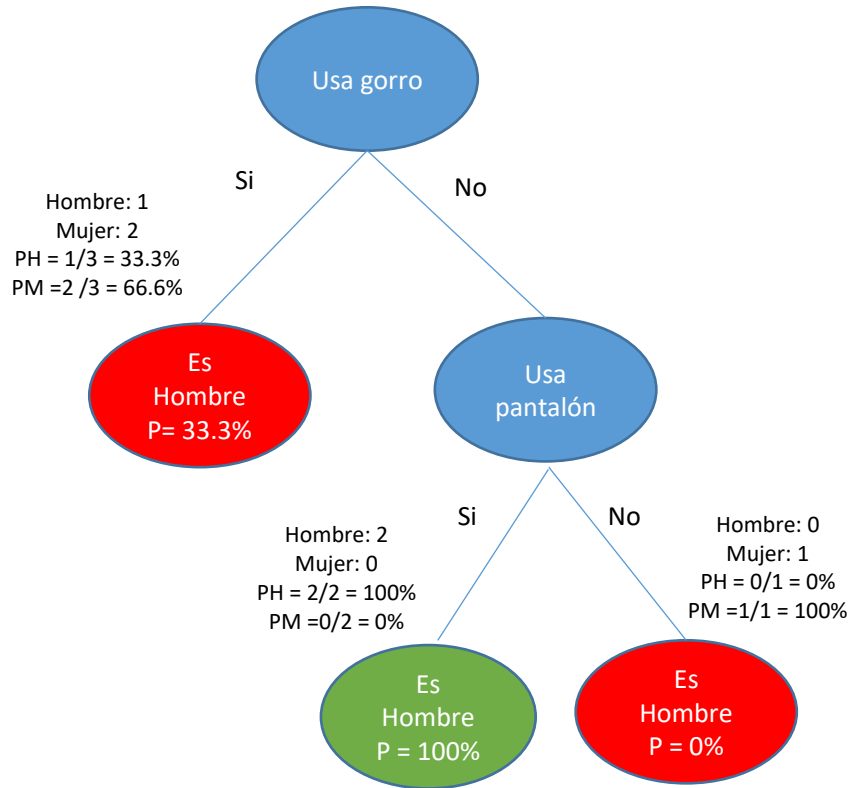 Usa gorro
Si
No
Hombre: 1
Mujer: 2
PH = 1/3 = 33.3%
PM =2 /3 = 66.6%
Es
Hombre
P= 33.3%
Usa
pantalón
Si
No
Hombre: 2
Mujer: 0
PH = 2/2 = 100%
PM =0/2 = 0%
Hombre: 0
Mujer: 1
PH = 0/1 = 0%
PM =1/1 = 100%
Es
Hombre
P = 100%
Es
Hombre
P = 0%